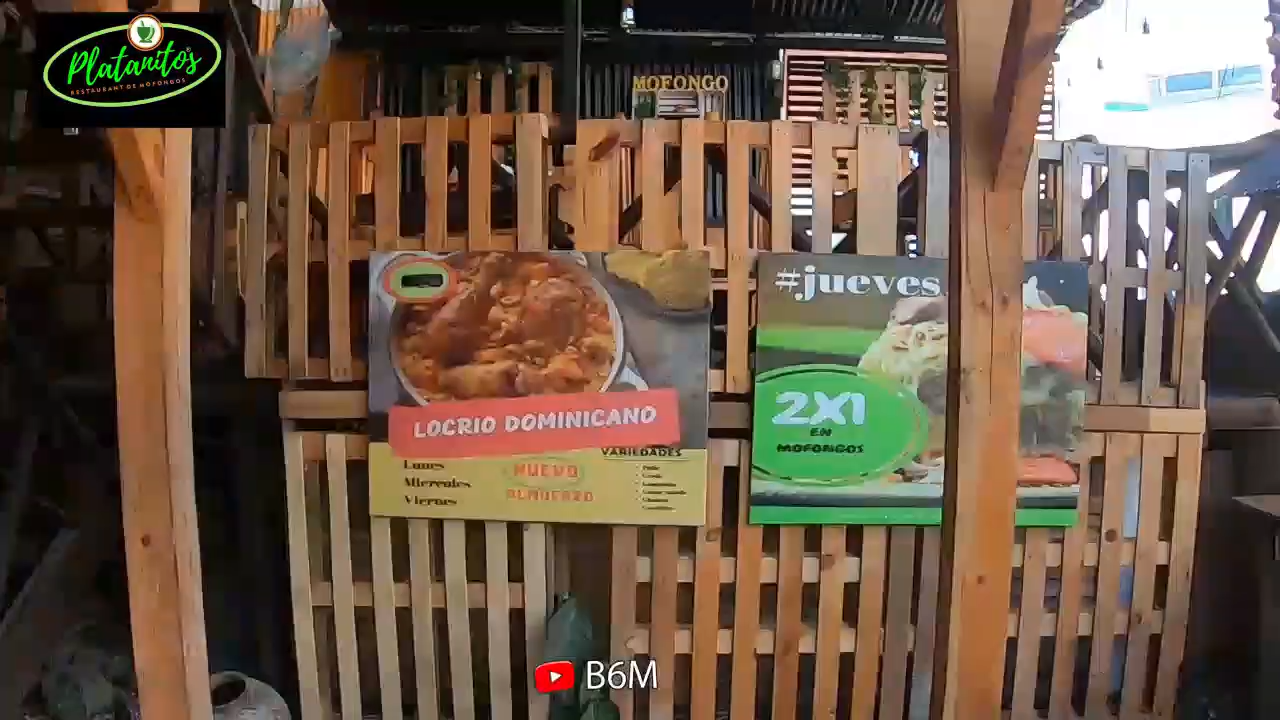 Platanitos
RESTAURANT DE MOFONGOS
MOFONGO
LOCRIO DOMINICANO
Lunes
Miercoles
Viernes
NUEVO
ALMUERZO
VARIEDADES
#jueves
2X1
EN
MOFONGOS
B6M